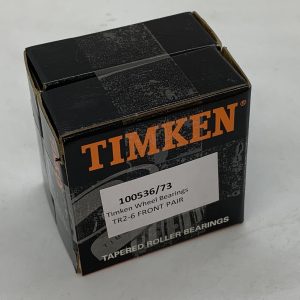 TIMKEN®
100536/73
Timken Wheel Bearings
TR2-6 FRONT PAIR
TAPERED ROLLER BEARINGS